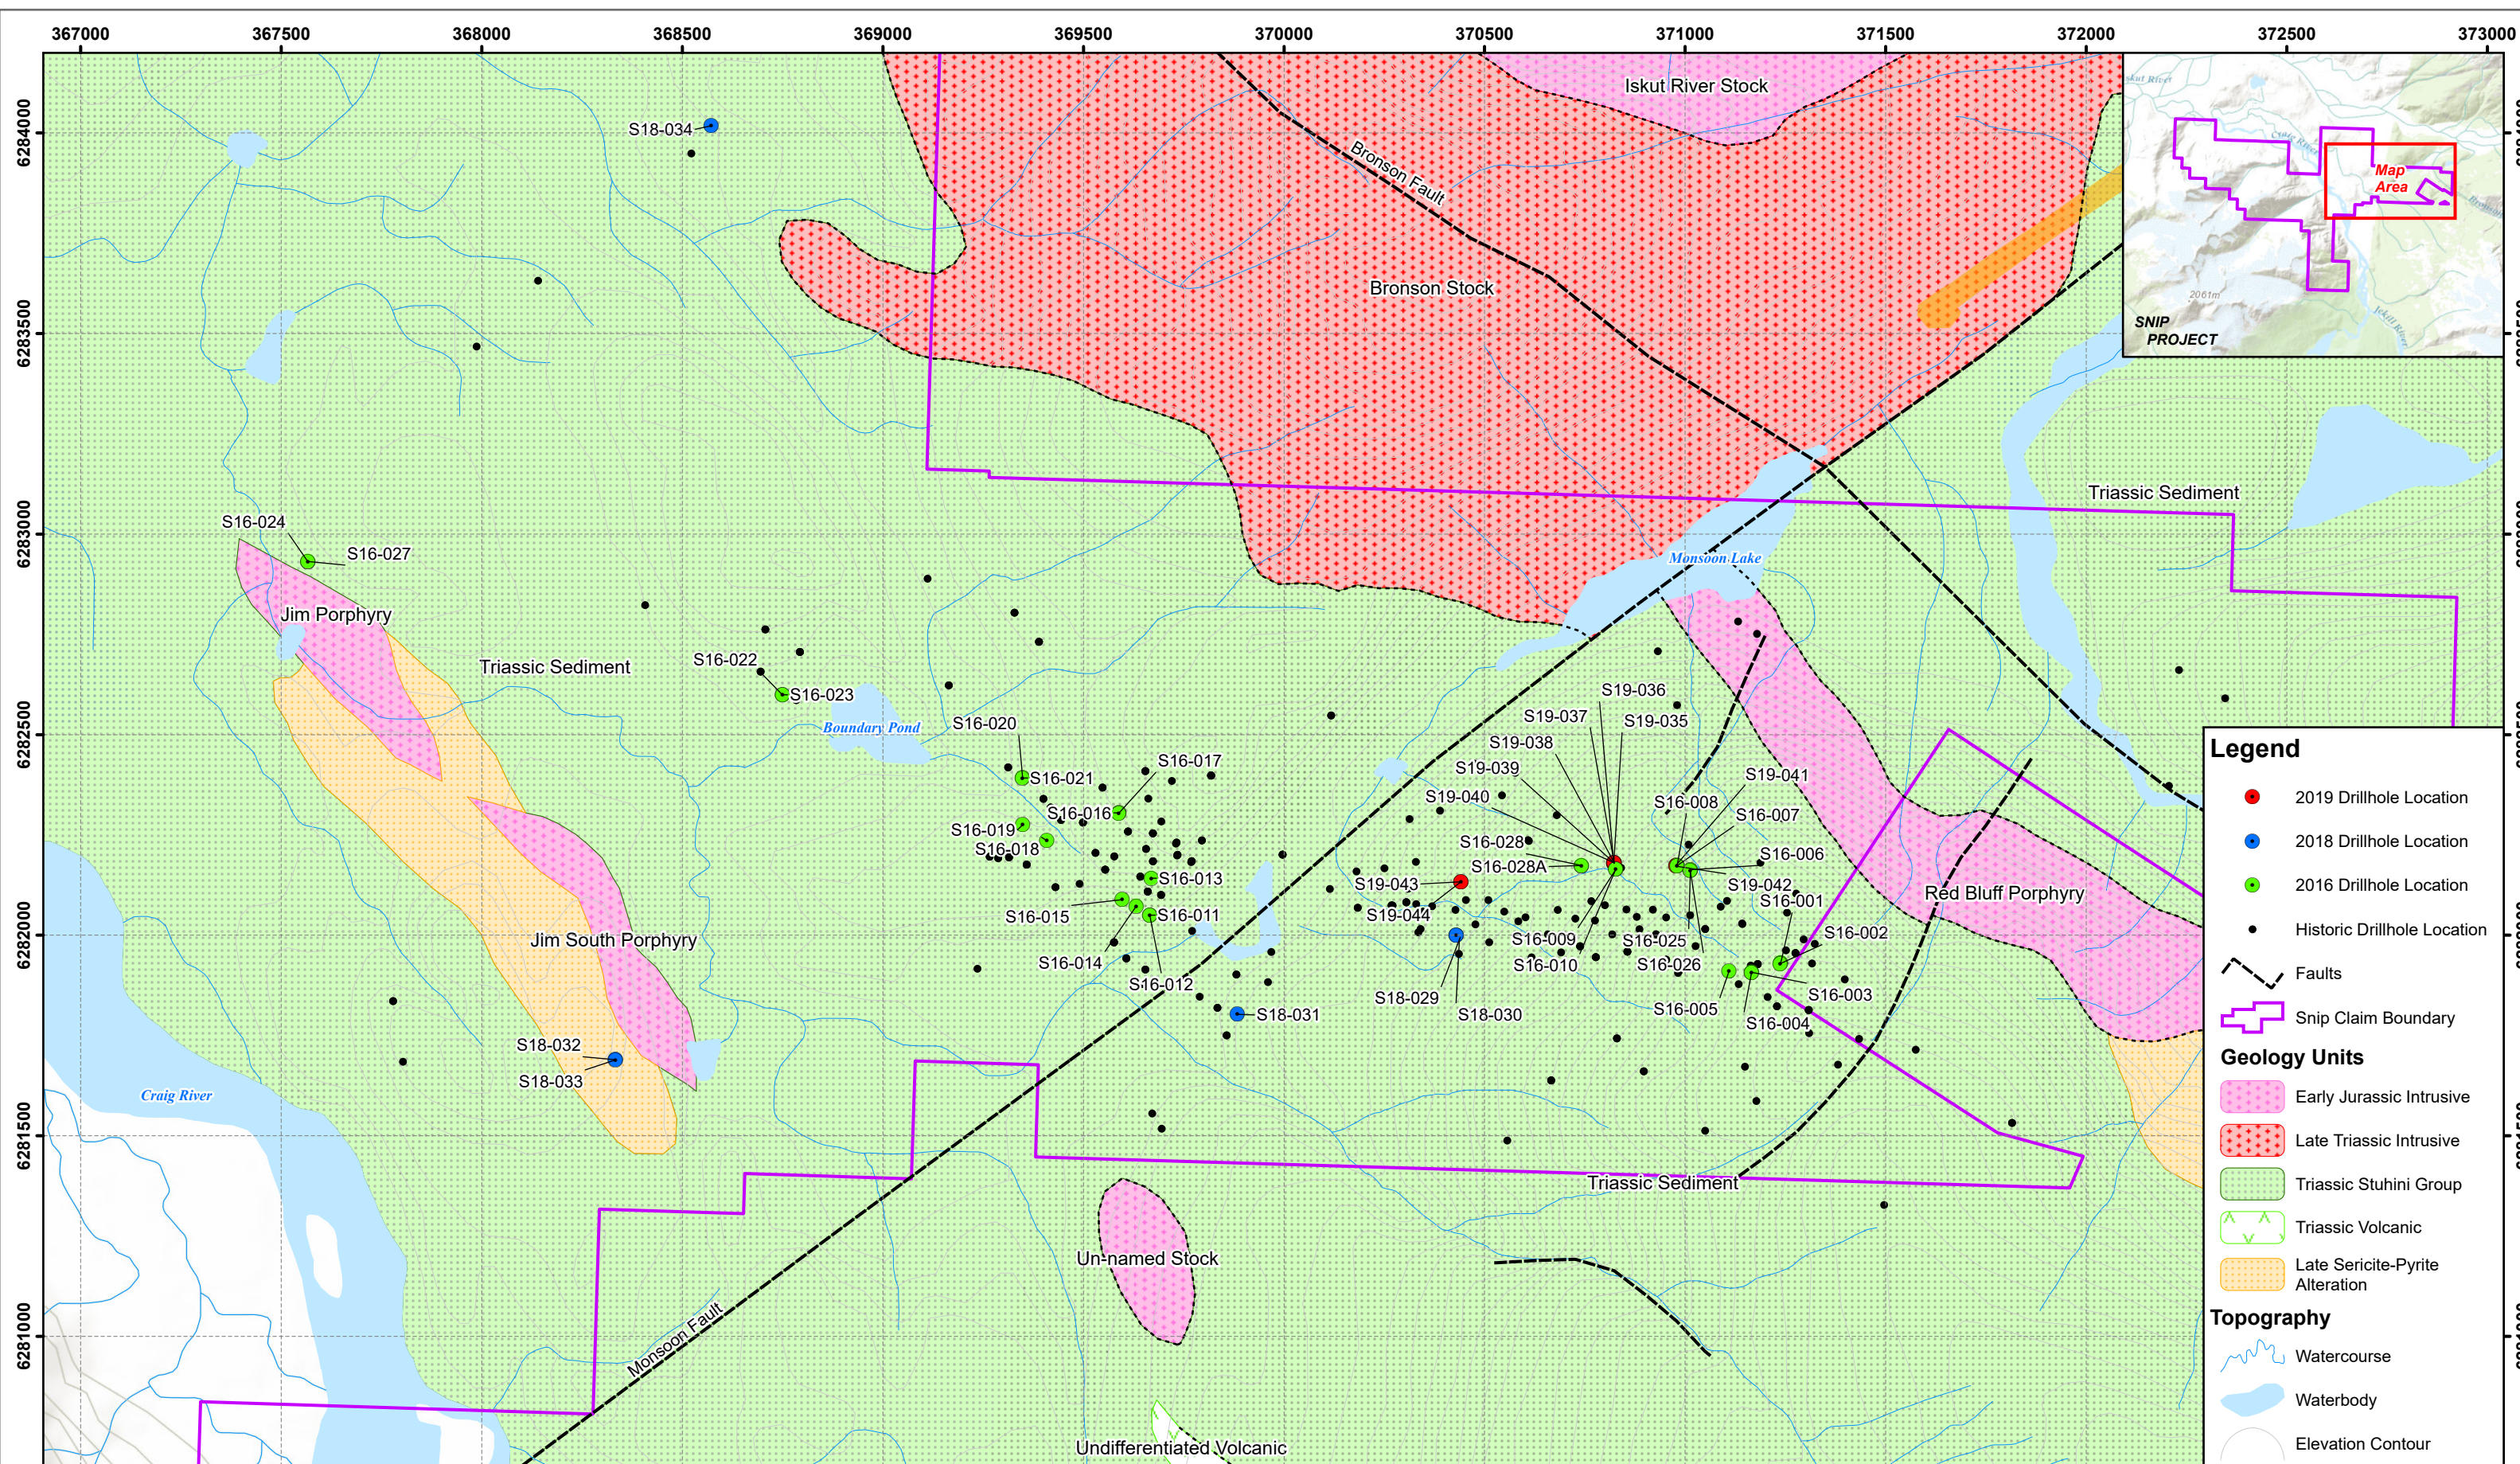 367000 367500 368000 368500 369000 369500 370000 370500 371000 371500 372000 372500 373000
6284000
6283500
6283000
6282500
6282000
6281500
6281000
Iskut River Stock
S18-034
Bronson Fault
Bronson Stock
Craig River
Map
Area
2061m
Iskut River
SNIP
PROJECT
Triassic Sediment
S16-024
S16-027
Monsoon Lake
Jim Porphyry
Triassic Sediment
S16-022
S16-023
Boundary Pond
S16-020
S16-021
S16-017
S16-016
S16-019
S16-018
S16-013
S16-015
S16-011
S16-014
S16-012
S19-036
S19-037
S19-035
S19-038
S19-039
S19-040
S19-041
S16-008
S16-007
S16-028
S16-028A
S16-006
S19-043
S19-042
S19-044
S16-001
S16-009
S16-025
S16-002
S16-010
S16-026
S18-029
S18-030
S16-005
S16-003
S16-004
S18-031
Red Bluff Porphyry
Jim South Porphyry
S18-032
S18-033
Craig River
Triassic Sediment
Un-named Stock
Monsoon Fault
Undifferentiated Volcanic
Legend
2019 Drillhole Location
2018 Drillhole Location
2016 Drillhole Location
Historic Drillhole Location
Faults
Snip Claim Boundary
Geology Units
Early Jurassic Intrusive
Late Triassic Intrusive
Triassic Stuhini Group
Triassic Volcanic
Late Sericite-Pyrite
Alteration
Topography
Watercourse
Waterbody
Elevation Contour